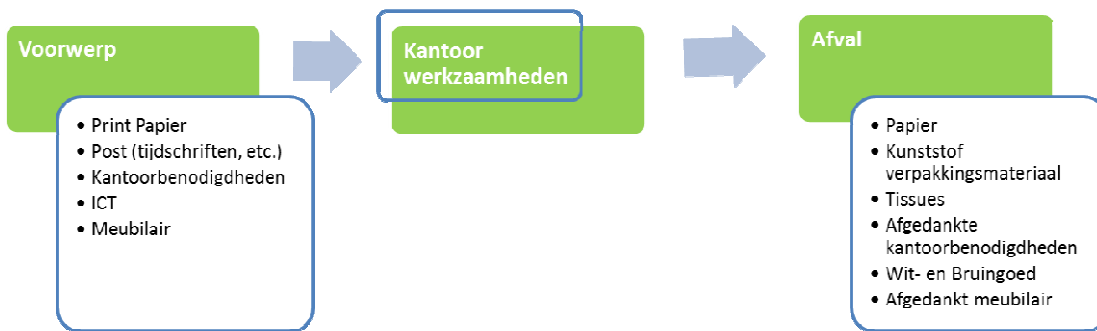 Voorwerp
• Print Papier
• Post (tijdschriften, etc.)
• Kantoorbenodigdheden
• ICT
• Meubilair
Kantoor
werkzaamheden
Afval
• Papier
• Kunststof
verpakkingsmateriaal
• Tissues
• Afgedankte
kantoorbenodigdheden
• Wit- en Bruingoed
• Afgedankt meubilair